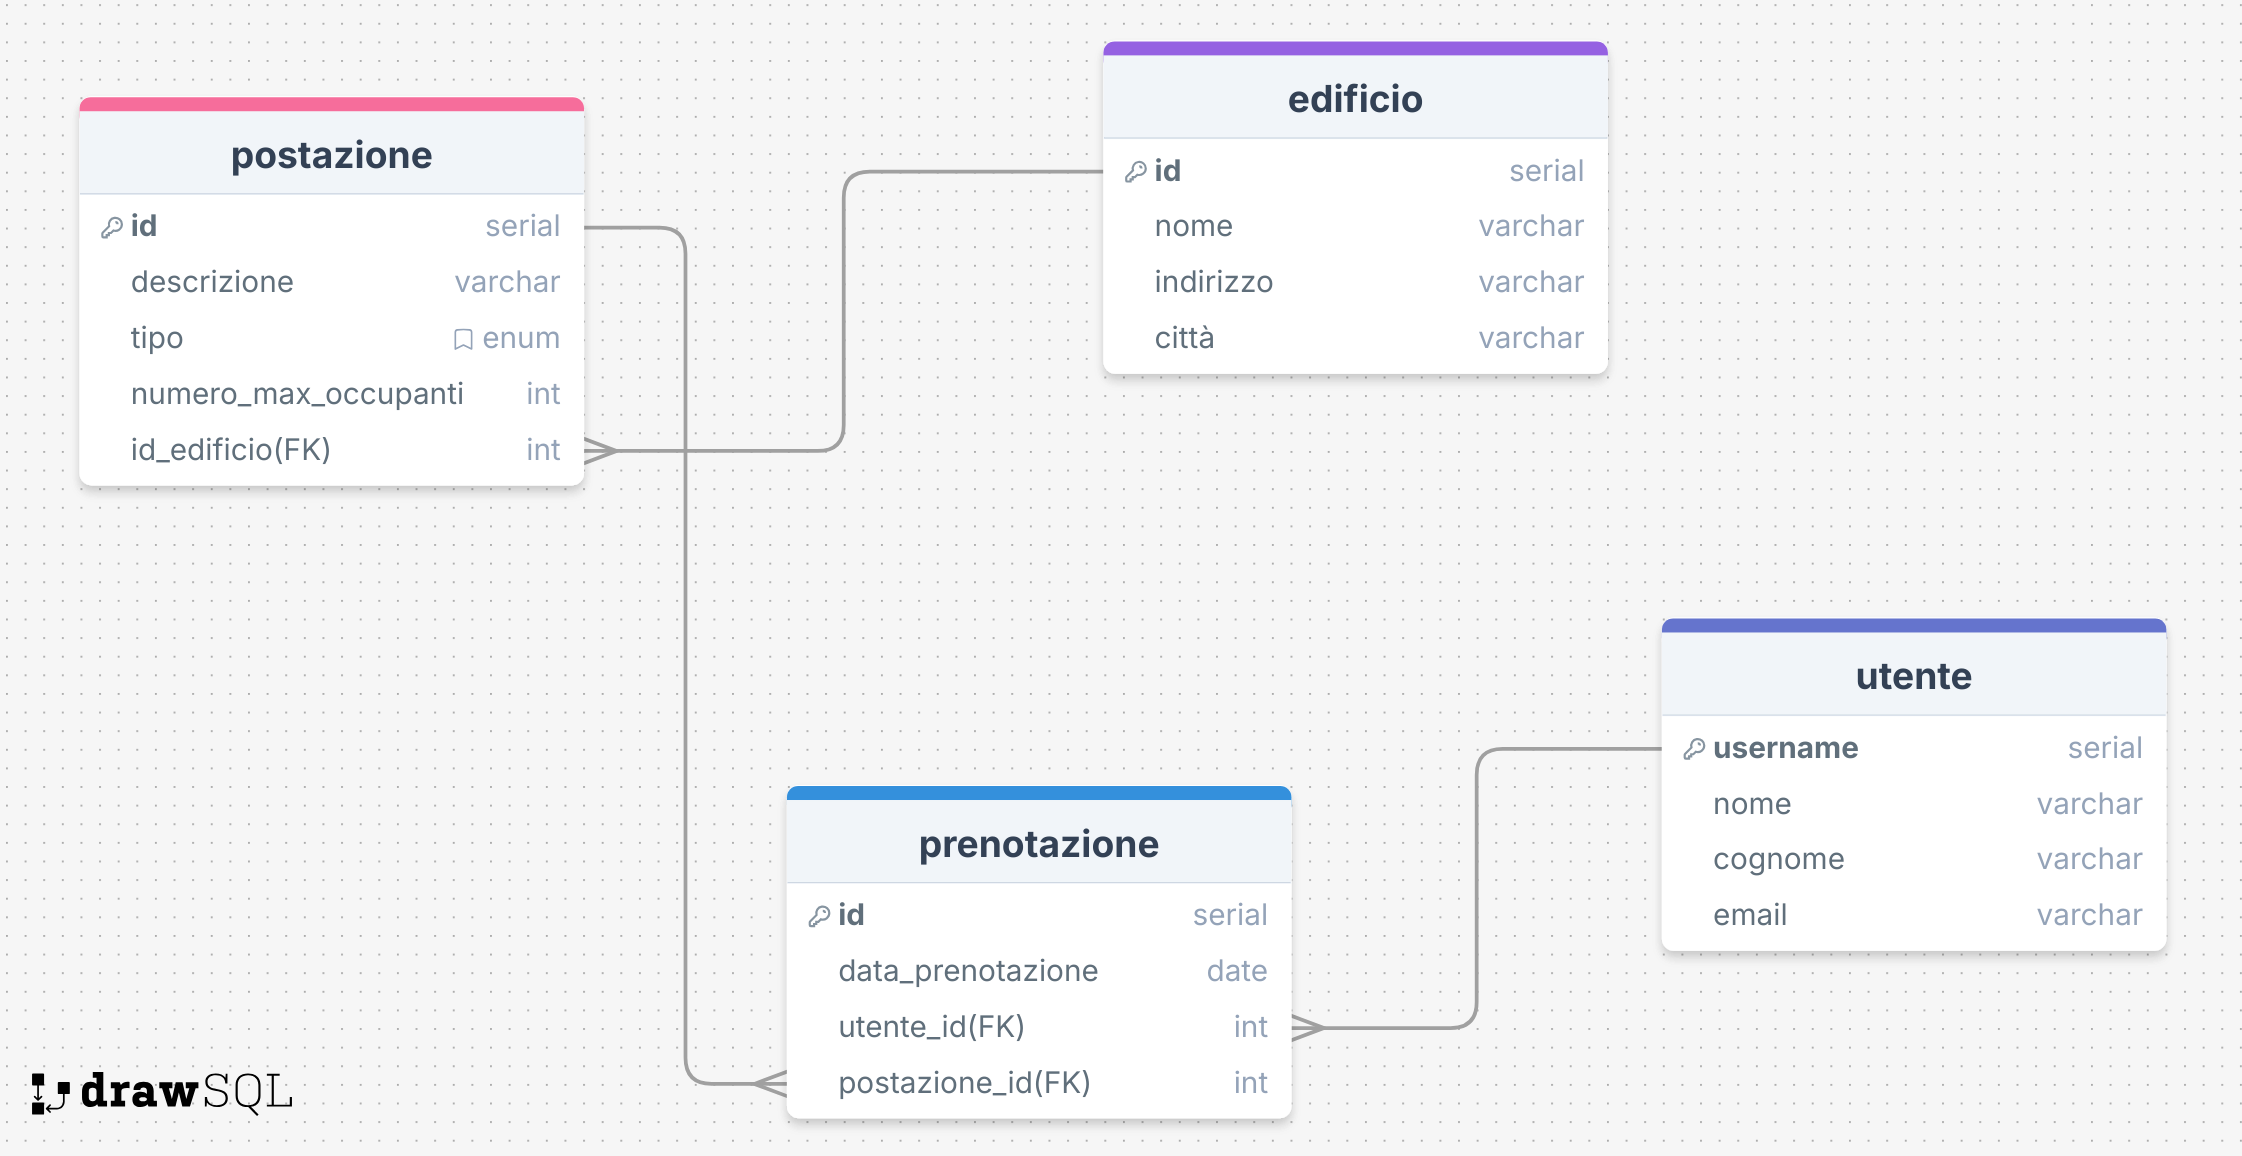 postazione
id serial
descrizione varchar
tipo enum
numero_max_occupanti int
id_edificio(FK) int
edificio
id serial
nome varchar
indirizzo varchar
città varchar
utente
username serial
nome varchar
cognome varchar
email varchar
prenotazione
id serial
data_prenotazione date
utente_id(FK) int
postazione_id(FK) int
drawSQL